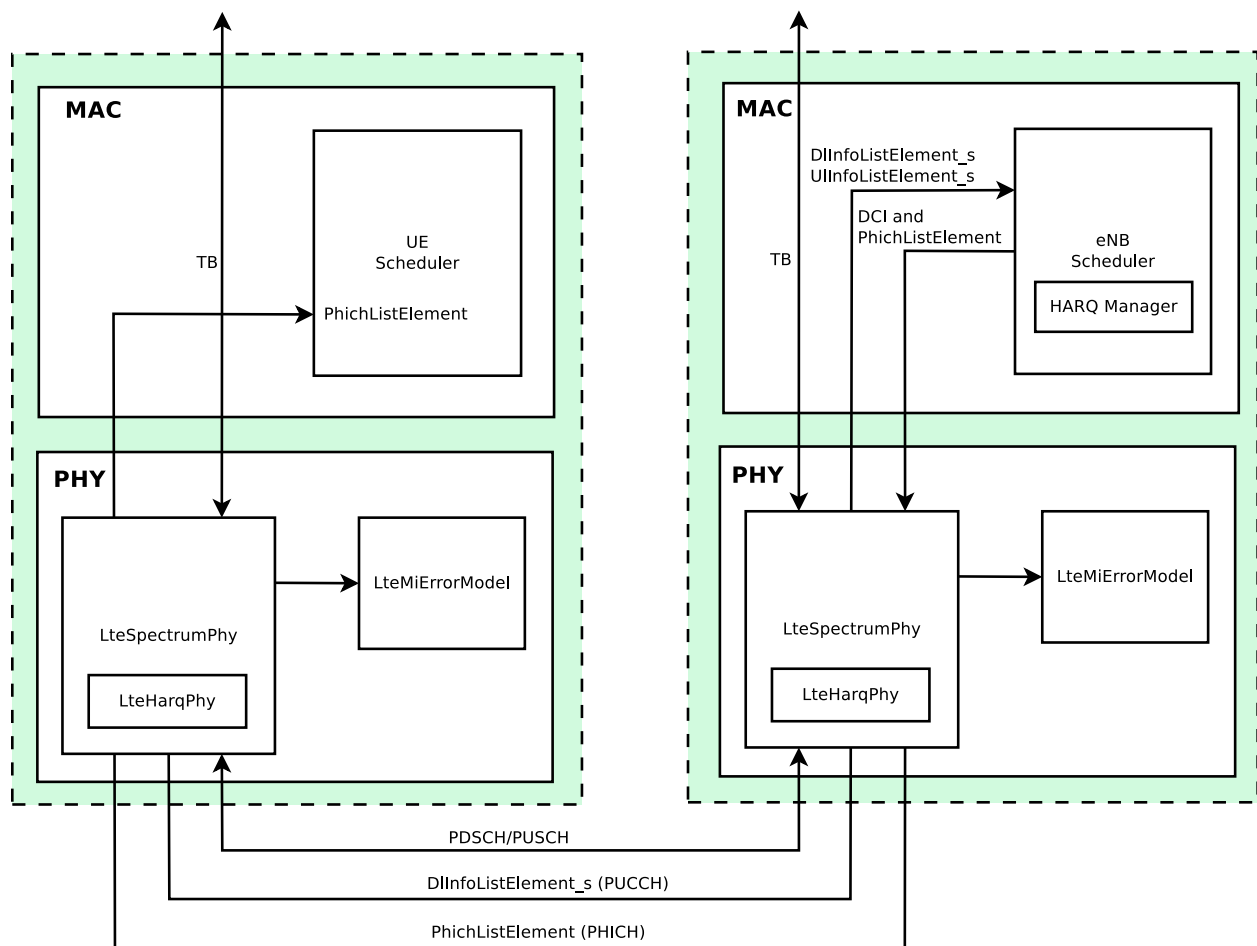 MAC
UE
Scheduler
TB
PhichListElement
PHY
LteMiErrorModel
LteSpectrumPhy
LteHarqPhy
MAC
DlInfoListElement_s
UlInfoListElement_s
DCI and
PhichListElement
eNB
Scheduler
TB
HARQ Manager
PHY
LteMiErrorModel
LteSpectrumPhy
LteHarqPhy
PDSCH/PUSCH
DlInfoListElement_s (PUCCH)
PhichListElement (PHICH)